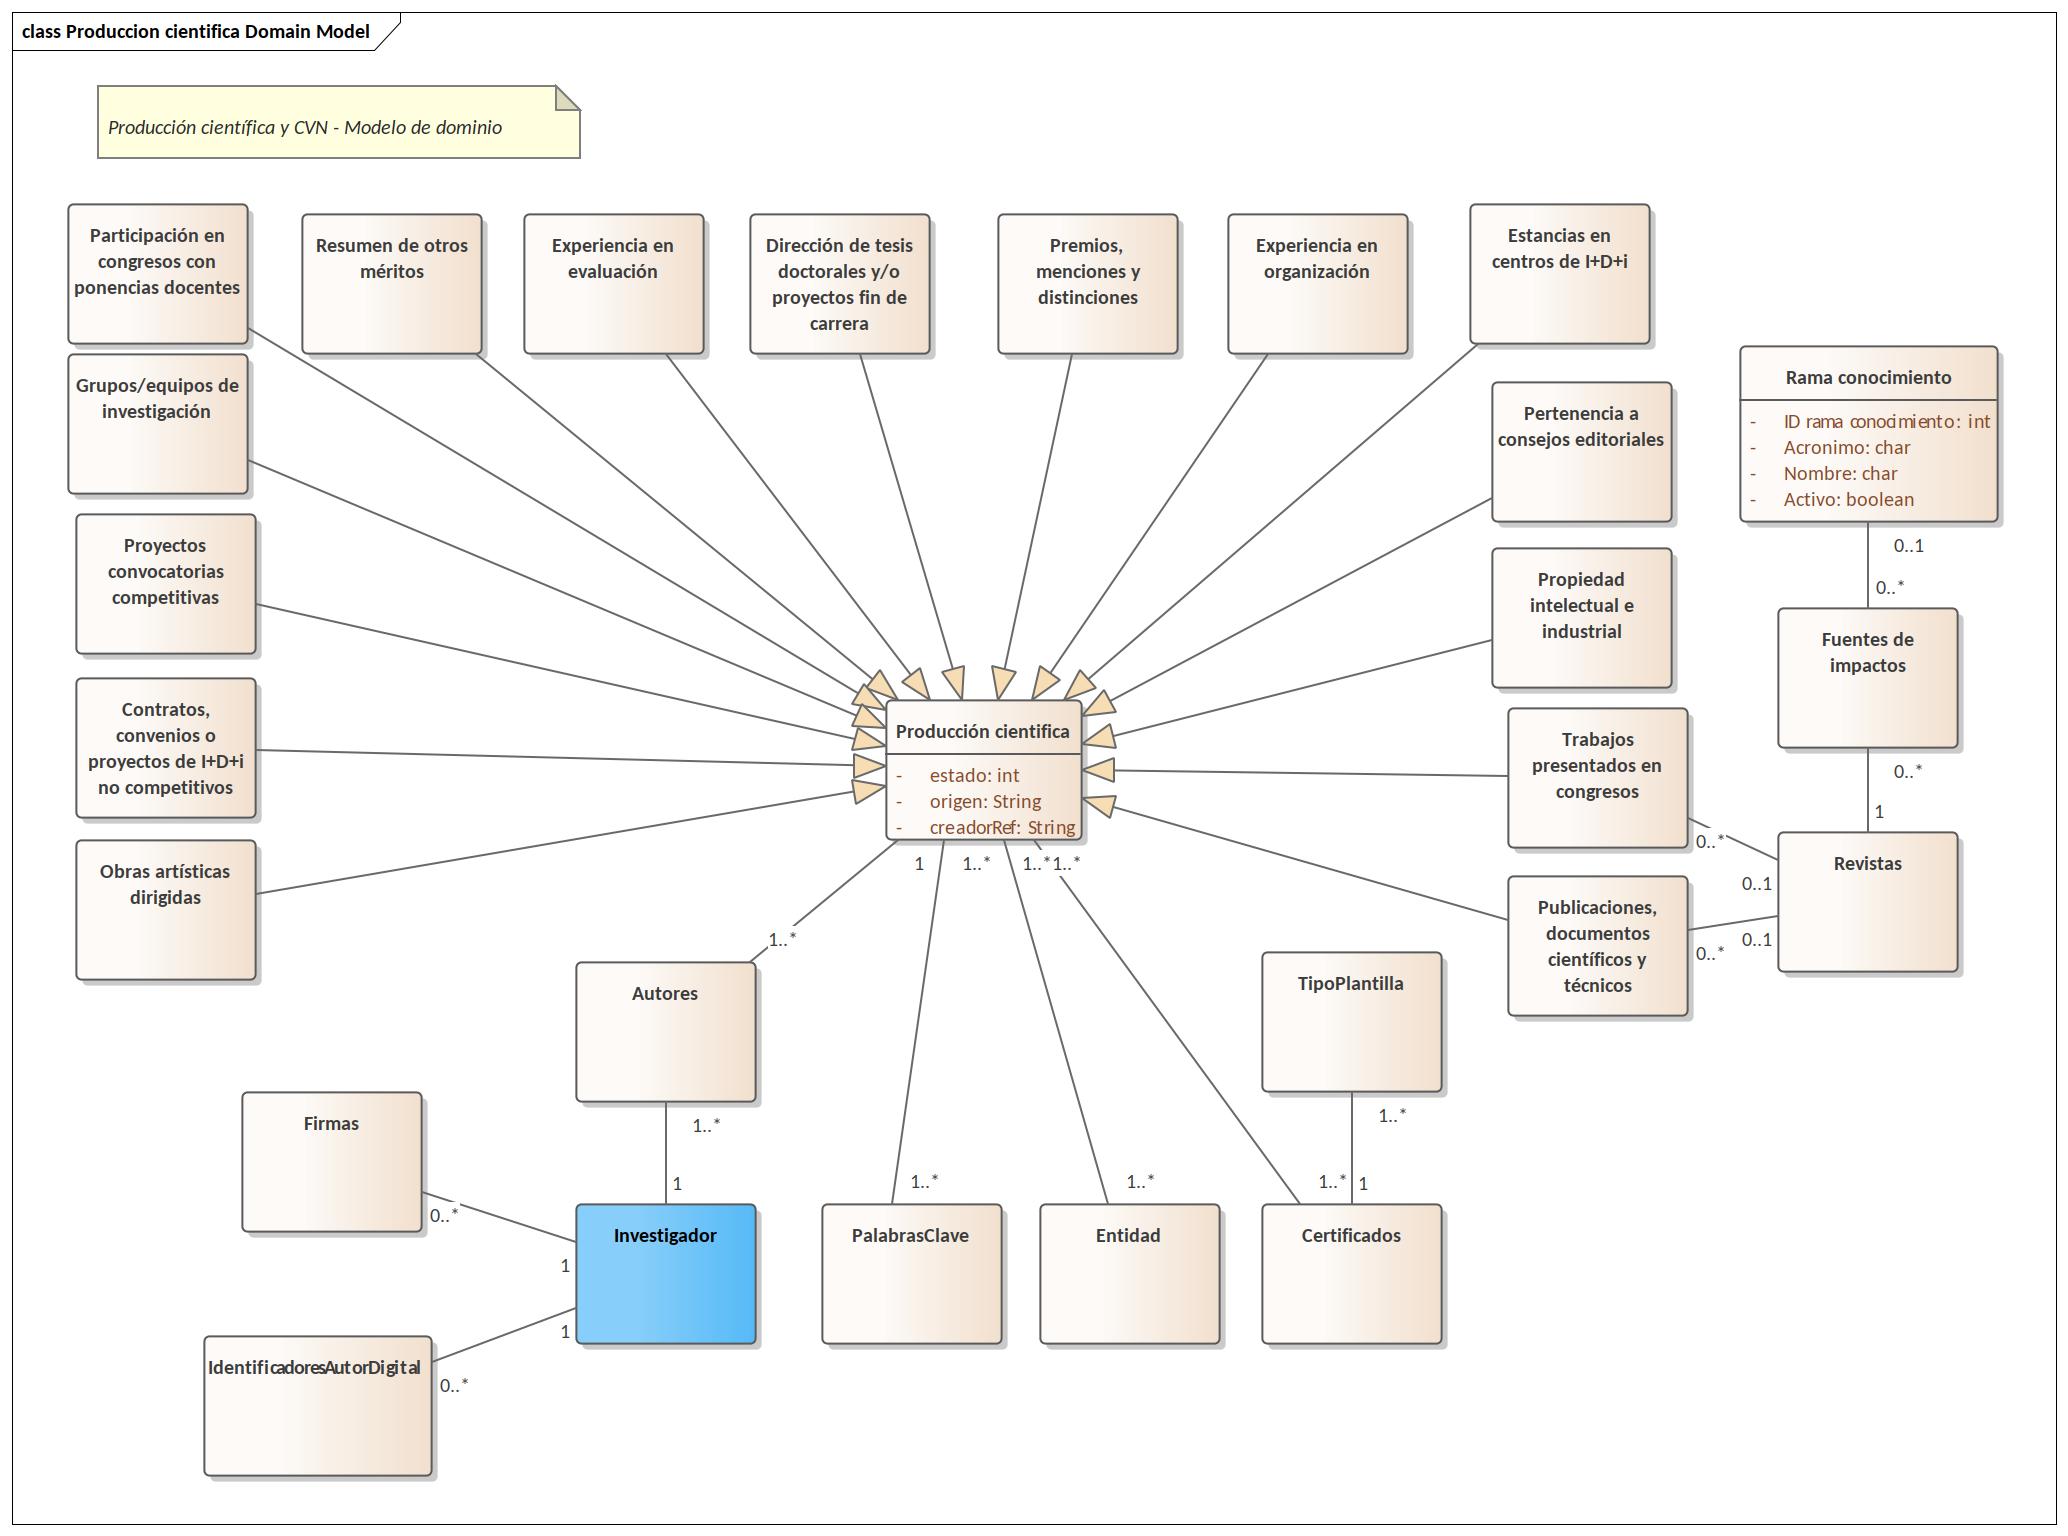 class Produccion cientifica Domain Model
Producción científica y CVN - Modelo de dominio
Participación en
congresos con
ponencias docentes
Resumen de otros
méritos
Experiencia en
evaluación
Dirección de tesis
doctorales y/o
proyectos fin de
carrera
Premios,
menciones y
distinciones
Experiencia en
organización
Estancias en
centros de I+D+i
Grupos/equipos de
investigación
Pertenencia a
consejos editoriales
Rama conocimiento
- ID rama conocimiento: int
- Acronimo: char
- Nombre: char
- Activo: boolean
0..1
0..*
Proyectos
convocatorias
competitivas
Propiedad
intelectual e
industrial
Fuentes de
impactos
0..*
1
Contratos,
convenios o
proyectos de I+D+i
no competitivos
Producción cientifica
- estado: int
- origen: String
- creadorRef: String
Trabajos
presentados en
congresos
0..*
0..1
Revistas
Obras artísticas
dirigidas
1
1..*
1..*
1..*
Publicaciones,
documentos
científicos y
técnicos
0..*
0..1
1..*
Autores
TipoPlantilla
1..*
1
1..*
1
Firmas
0..*
1
Investigador
1..*
PalabrasClave
1..*
Entidad
1..*
Certificados
1
IdentificadoresAutorDigital
0..*